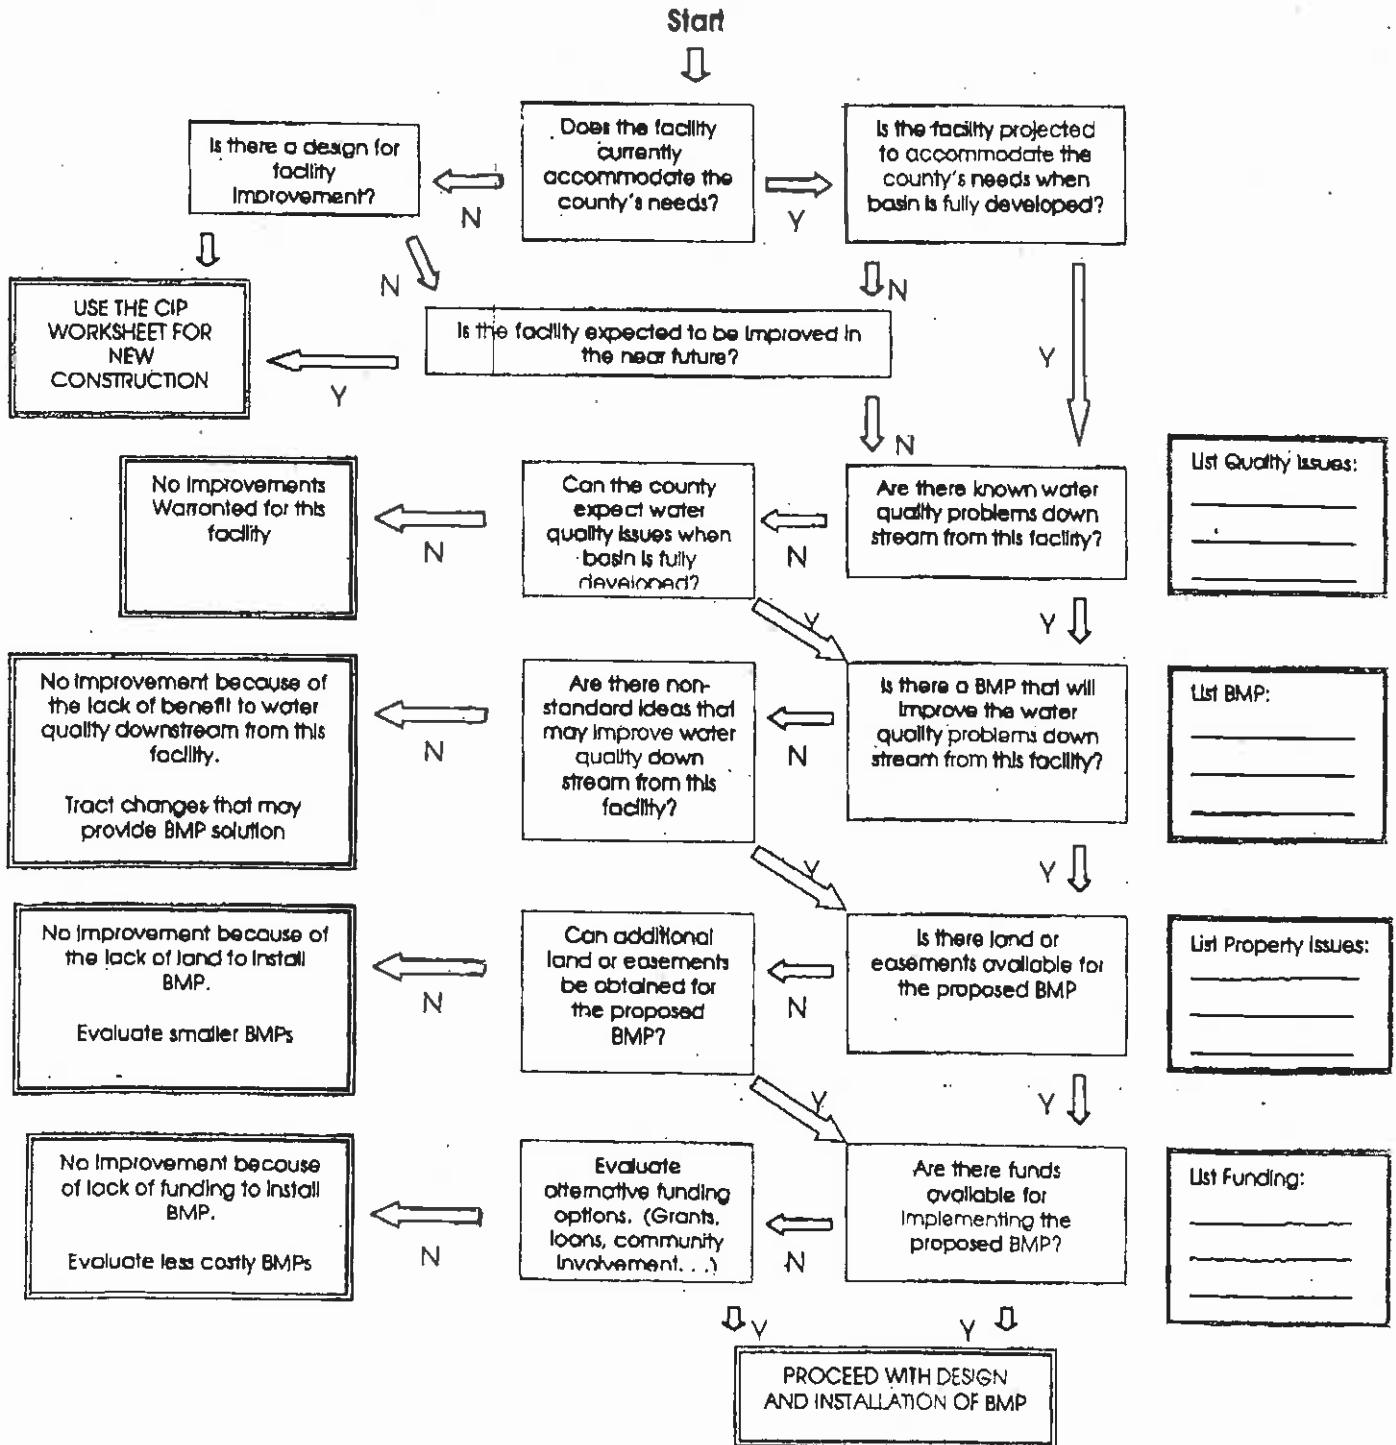 Start
Is there a design for
facility
Improvement?
Does the facility
currently
accommodate the
county's needs?
Is the facility projected
to accommodate the
county's needs when
basin is fully developed?
N
Y
N
N
Y
USE THE CIP
WORKSHEET FOR
NEW
CONSTRUCTION
Is the facility expected to be improved in
the near future?
Y
N
No Improvements
Warranted for this
facility
N
Can the county
expect water
quality issues when
basin is fully
developed?
N
Are there known water
quality problems down
stream from this facility?
List Quality Issues:
Y
Y
No Improvement because of
the lack of benefit to water
quality downstream from this
facility.
Tract changes that may
provide BMP solution
N
Are there non-
standard ideas that
may improve water
quality down
stream from this
facility?
N
Is there a BMP that will
improve the water
quality problems down
stream from this facility?
List BMP:
Y
Y
No Improvement because of
the lack of land to install
BMP.
Evaluate smaller BMPs
N
Can additional
land or easements
be obtained for
the proposed
BMP?
N
Is there land or
easements available for
the proposed BMP
List Property Issues:
Y
Y
No Improvement because
of lack of funding to install
BMP.
Evaluate less costly BMPs
N
Evaluate
alternative funding
options. (Grants,
loans, community
Involvement. . .)
N
Are there funds
available for
implementing the
proposed BMP?
List Funding:
Y
Y
PROCEED WITH DESIGN
AND INSTALLATION OF BMP